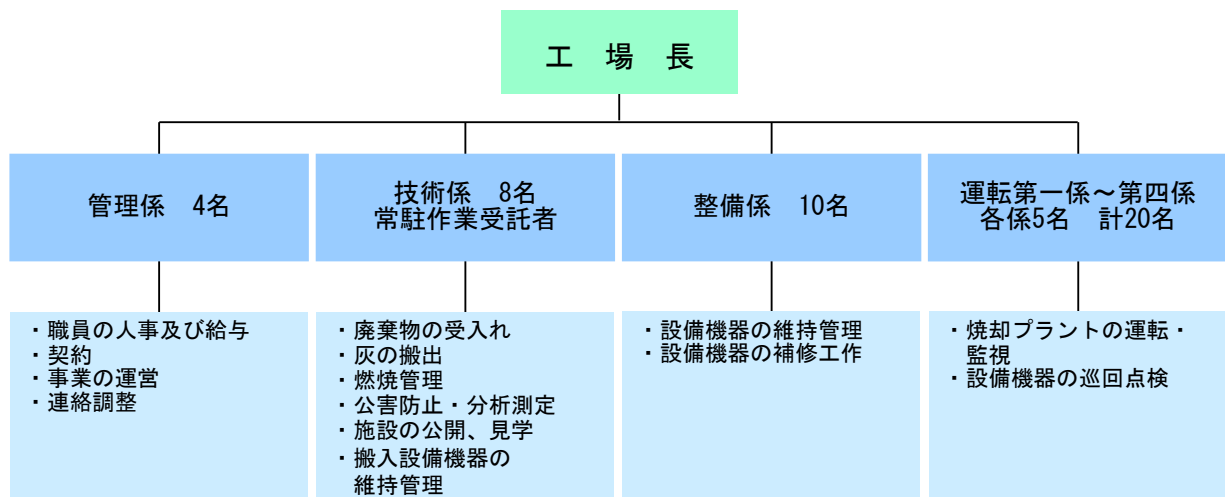 工　場　長
管理係　4名
技術係　8名
常駐作業受託者
整備係　10名
運転第一係～第四係
各係5名　計20名
・職員の人事及び給与
・契約
・事業の運営
・連絡調整
・廃棄物の受入れ
・灰の搬出
・燃焼管理
・公害防止・分析測定
・施設の公開、見学
・搬入設備機器の
維持管理
・設備機器の維持管理
・設備機器の補修工作
・焼却プラントの運転・
監視
・設備機器の巡回点検